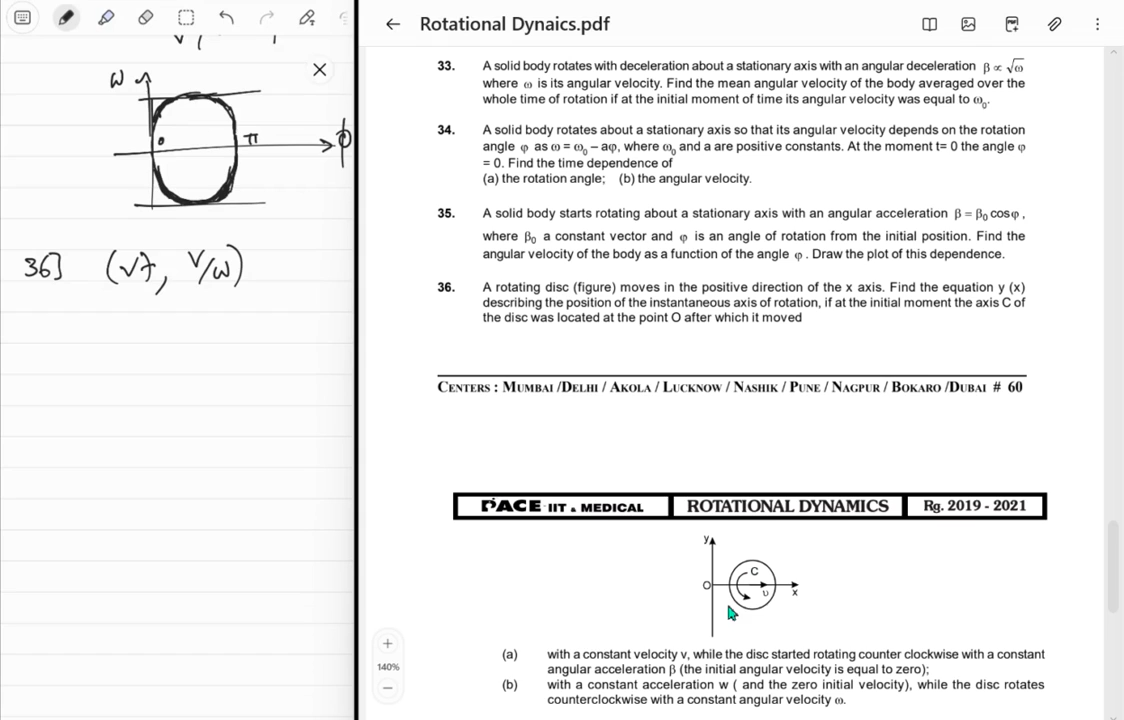 Rotational Dynaics.pdf
ω
0
π
ϕ
36] (vt, v/ω)
33. A solid body rotates with deceleration about a stationary axis with an angular deceleration β ∝ √ω
where ω is its angular velocity. Find the mean angular velocity of the body averaged over the
whole time of rotation if at the initial moment of time its angular velocity was equal to ω₀.
34. A solid body rotates about a stationary axis so that its angular velocity depends on the rotation
angle φ as ω = ω₀ – aφ, where ω₀ and a are positive constants. At the moment t= 0 the angle φ
= 0. Find the time dependence of
(a) the rotation angle; (b) the angular velocity.
35. A solid body starts rotating about a stationary axis with an angular acceleration β = β₀ cosφ,
where β₀ a constant vector and φ is an angle of rotation from the initial position. Find the
angular velocity of the body as a function of the angle φ. Draw the plot of this dependence.
36. A rotating disc (figure) moves in the positive direction of the x axis. Find the equation y (x)
describing the position of the instantaneous axis of rotation, if at the initial moment the axis C of
the disc was located at the point O after which it moved
CENTERS : MUMBAI /DELHI / AKOLA / LUCKNOW / NASHIK / PUNE / NAGPUR / BOKARO /DUBAI # 60
PACE IIT & MEDICAL ROTATIONAL DYNAMICS Rg. 2019 - 2021
y
C
O
υ
x
(a) with a constant velocity v, while the disc started rotating counter clockwise with a constant
angular acceleration β (the initial angular velocity is equal to zero);
(b) with a constant acceleration w ( and the zero initial velocity), while the disc rotates
counterclockwise with a constant angular velocity ω.
140%